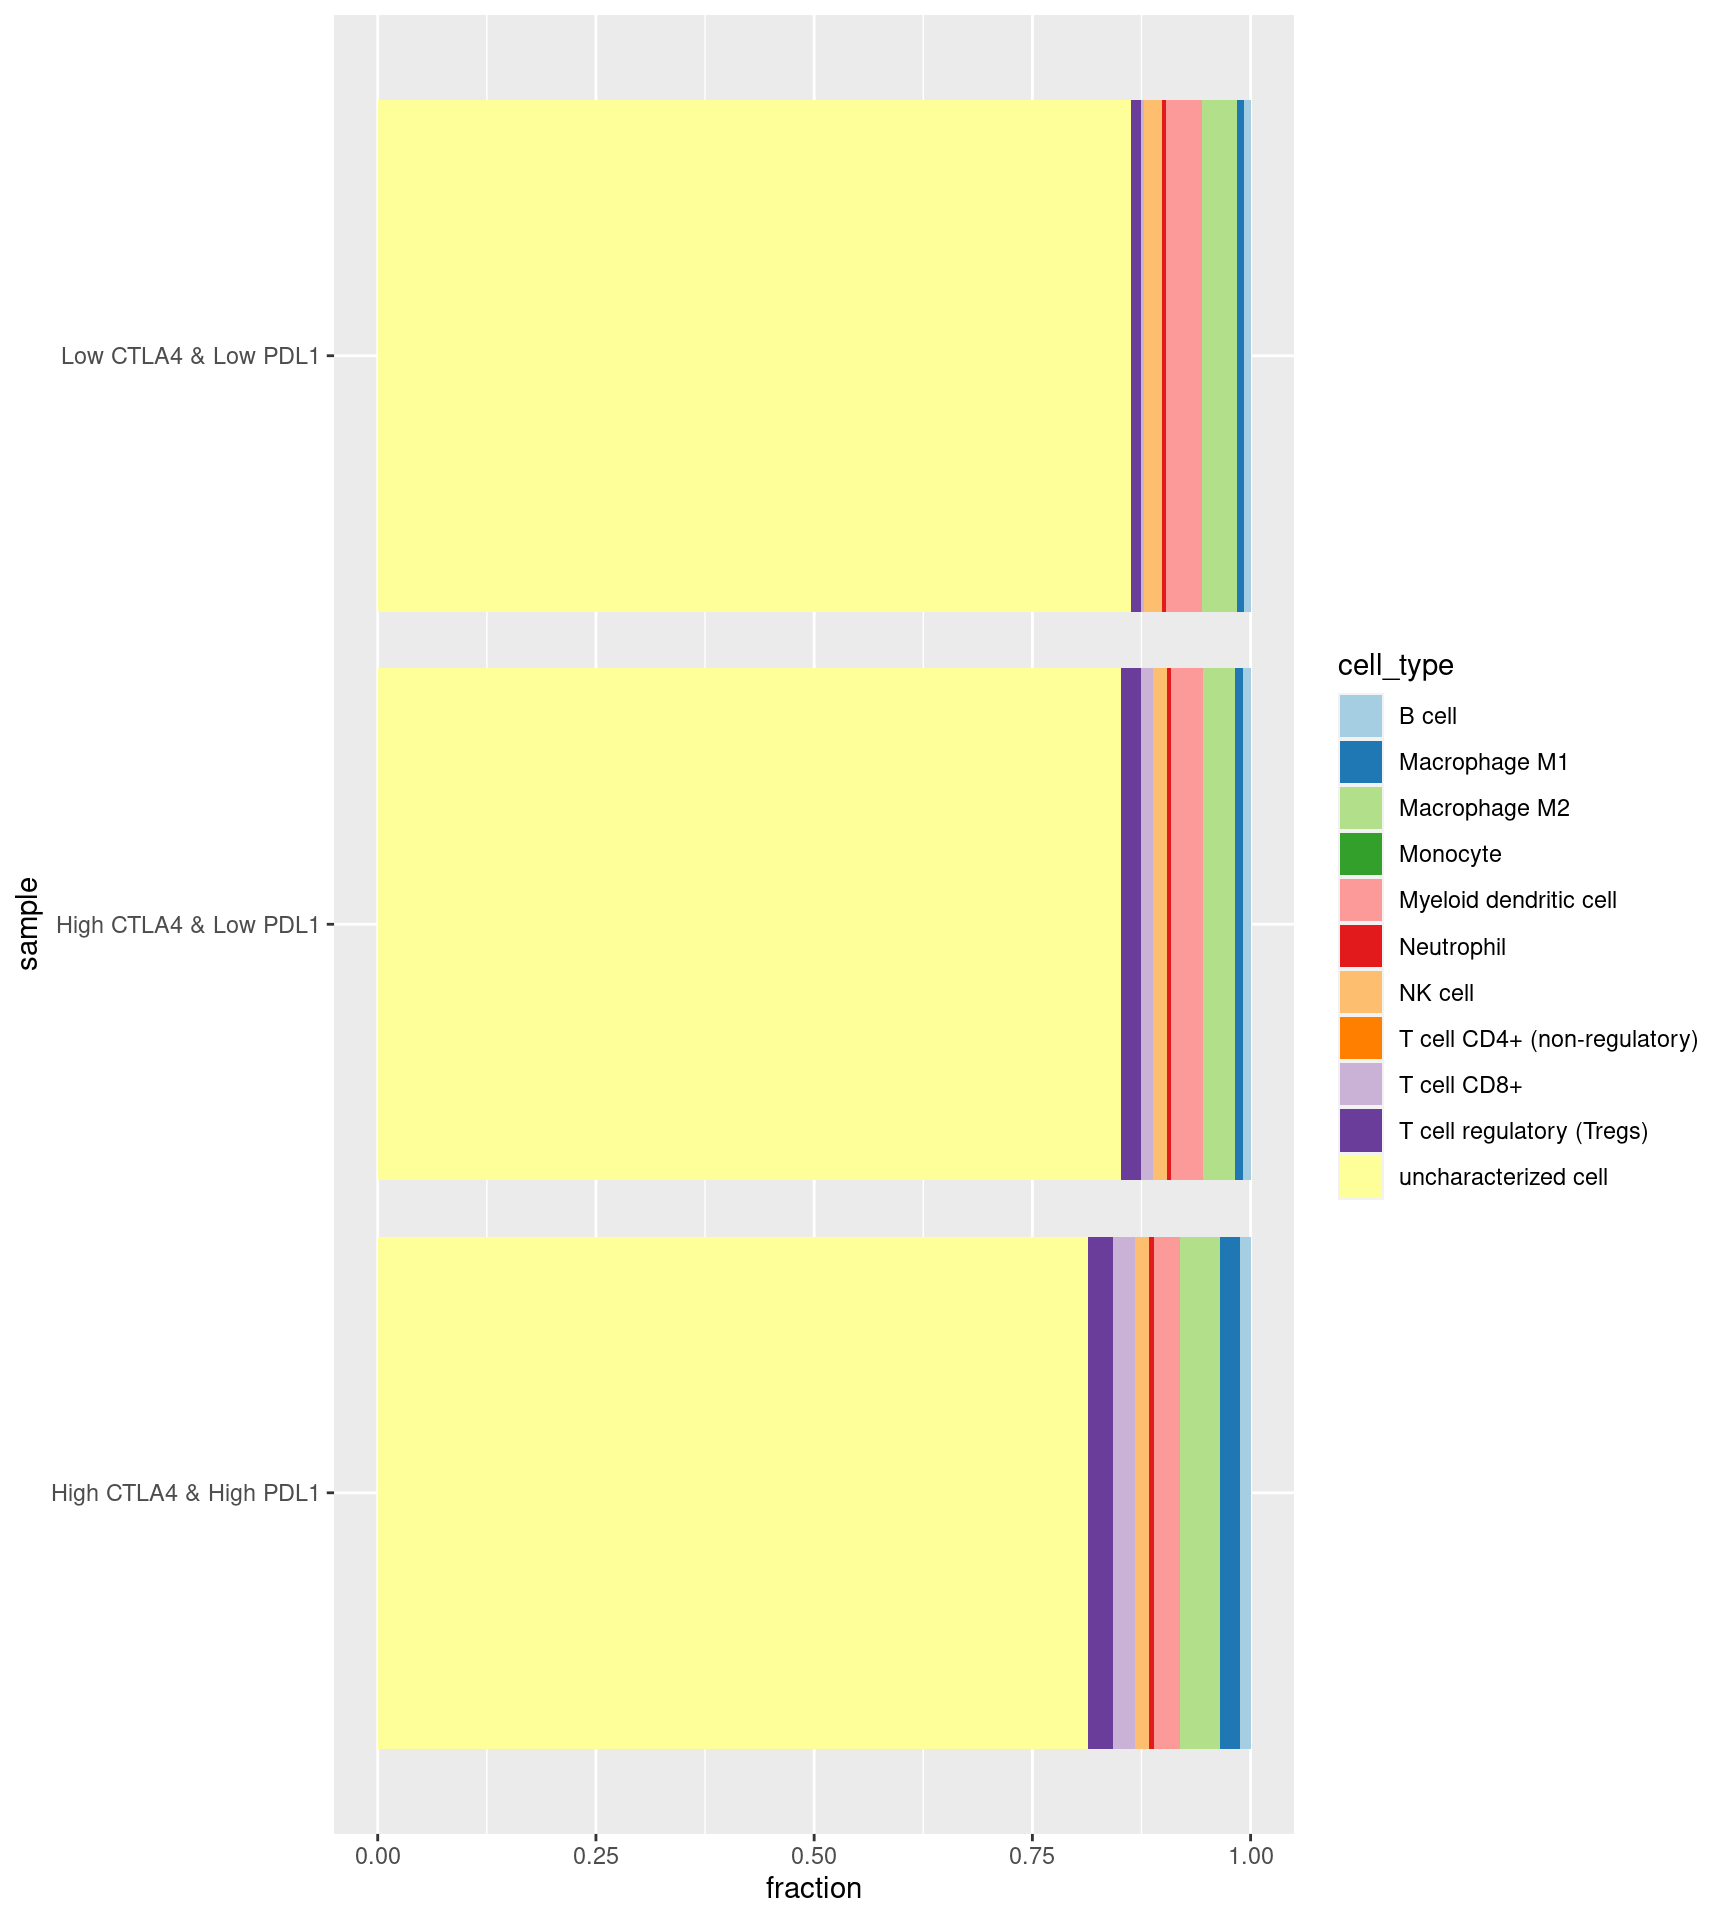 Low CTLA4 & Low PDL1
High CTLA4 & Low PDL1
High CTLA4 & High PDL1
sample
0.00 0.25 0.50 0.75 1.00
fraction
cell_type
B cell
Macrophage M1
Macrophage M2
Monocyte
Myeloid dendritic cell
Neutrophil
NK cell
T cell CD4+ (non-regulatory)
T cell CD8+
T cell regulatory (Tregs)
uncharacterized cell